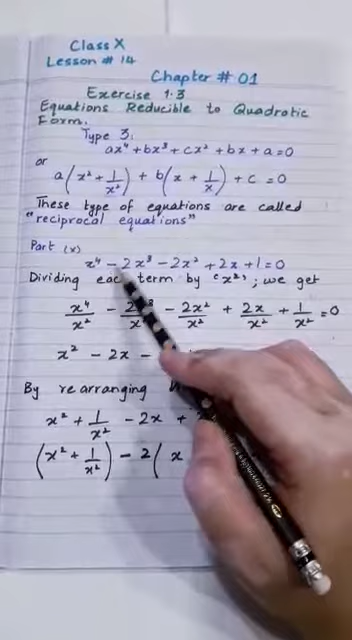 Class X
Lesson # 14
Chapter # 01
Exercise 1.3
Equations Reducible to Quadratic
Form.
Type 3:
ax⁴ + bx³ + cx² + bx + a = 0
or
a(x² + 1/x²) + b(x + 1/x) + c = 0
These type of equations are called
"reciprocal equations"
Part (x)
x⁴ - 2x³ - 2x² + 2x + 1 = 0
Dividing each term by "x²", we get
x⁴/x² - 2x³/x² - 2x²/x² + 2x/x² + 1/x² = 0
x² - 2x -
By rearranging
x² + 1/x² - 2x +
(x² + 1/x²) - 2(x